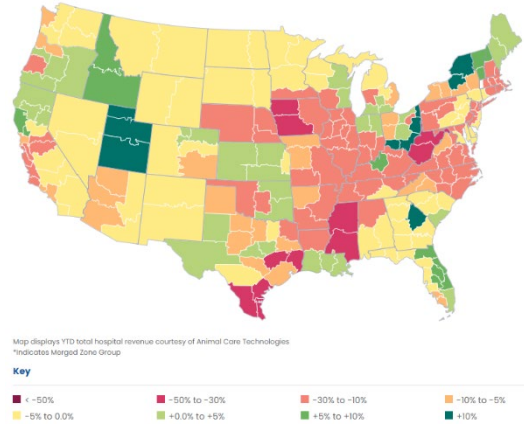 Map displays YTD total hospital revenue courtesy of Animal Care Technologies
*Indicates Merged Zone Group
Key
< -50%
-50% to -30%
-30% to -10%
-10% to -5%
-5% to 0.0%
+0.0% to +5%
+5% to +10%
+10%